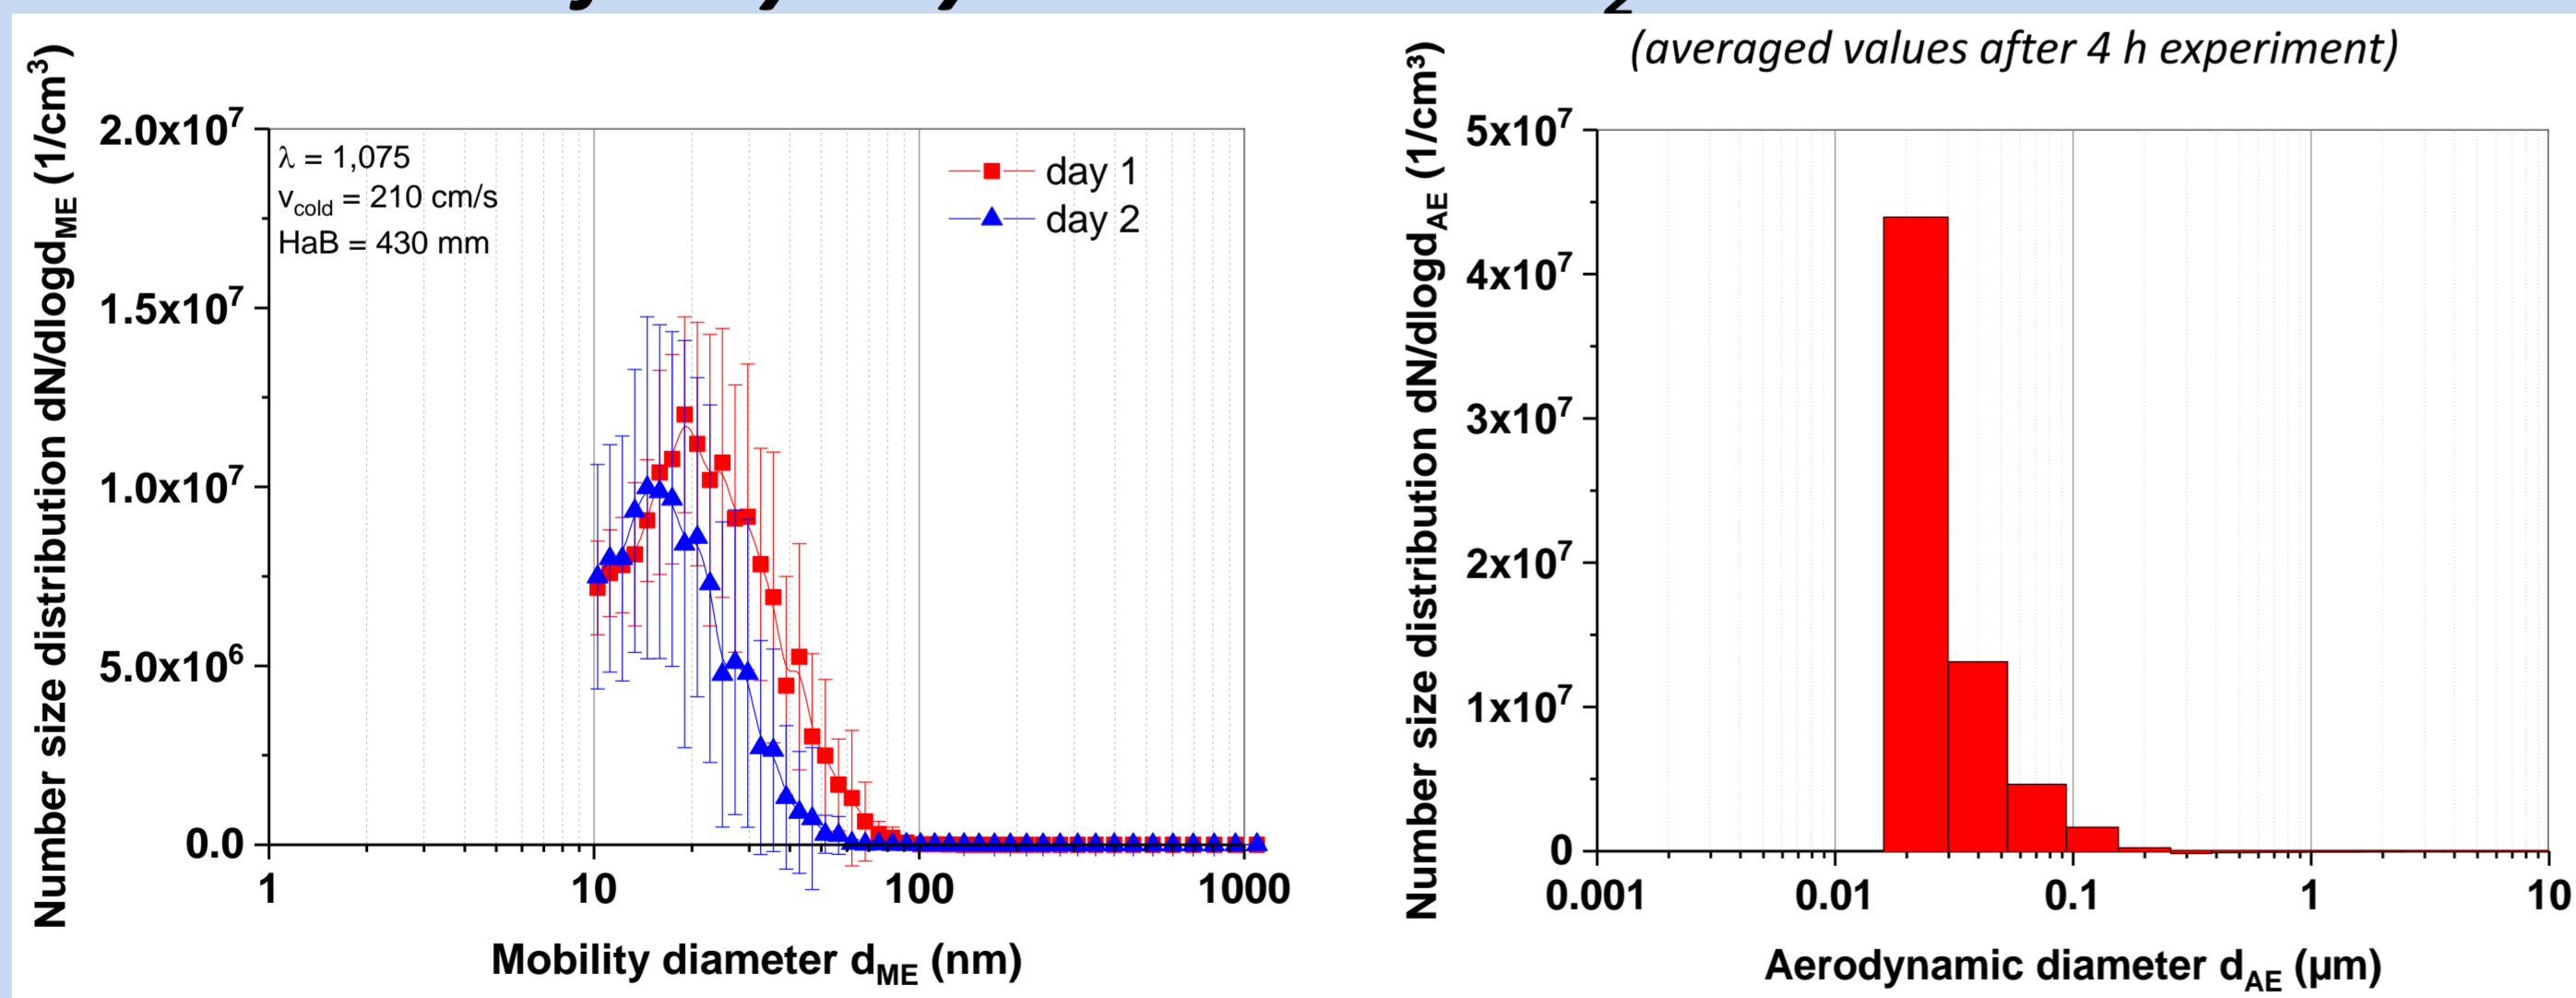 (averaged values after 4 h experiment)
Number size distribution dN/dlogd_ME (1/cm³)
2.0x10⁷
1.5x10⁷
1.0x10⁷
5.0x10⁶
0.0
λ = 1,075
v_cold = 210 cm/s
HaB = 430 mm
day 1
day 2
1 10 100 1000
Mobility diameter d_ME (nm)
Number size distribution dN/dlogd_AE (1/cm³)
5x10⁷
4x10⁷
3x10⁷
2x10⁷
1x10⁷
0
0.001 0.01 0.1 1 10
Aerodynamic diameter d_AE (µm)